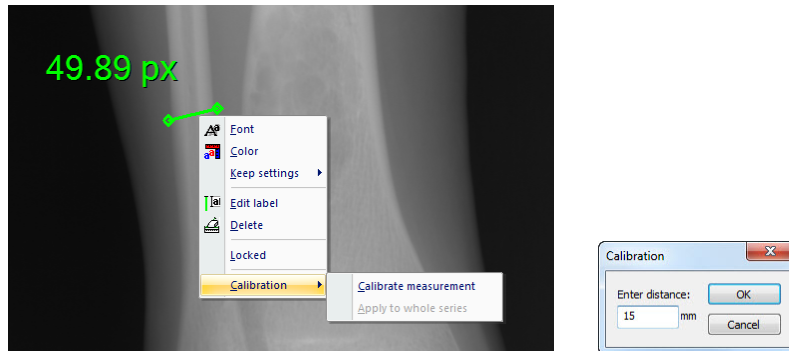 49.89 px
Font
Color
Keep settings
Edit label
Delete
Locked
Calibration
Calibrate measurement
Apply to whole series
Calibration
Enter distance:
15 mm
OK
Cancel